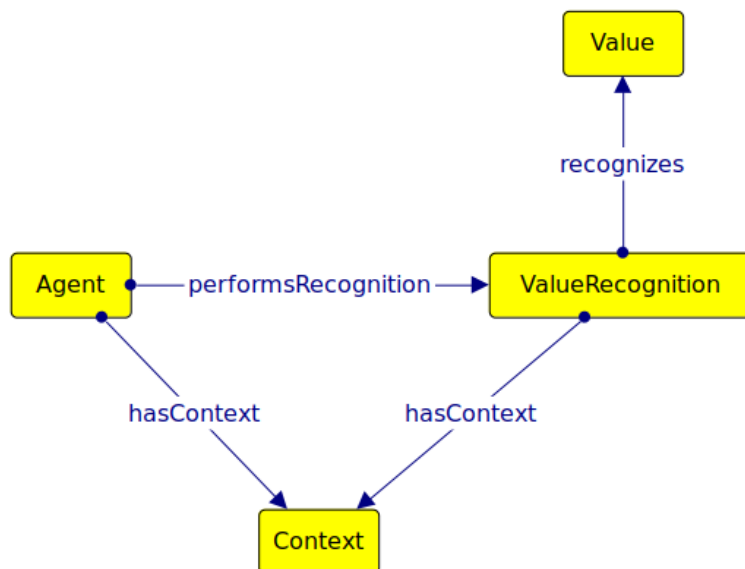 Value
recognizes
Agent
performsRecognition
ValueRecognition
hasContext
hasContext
Context